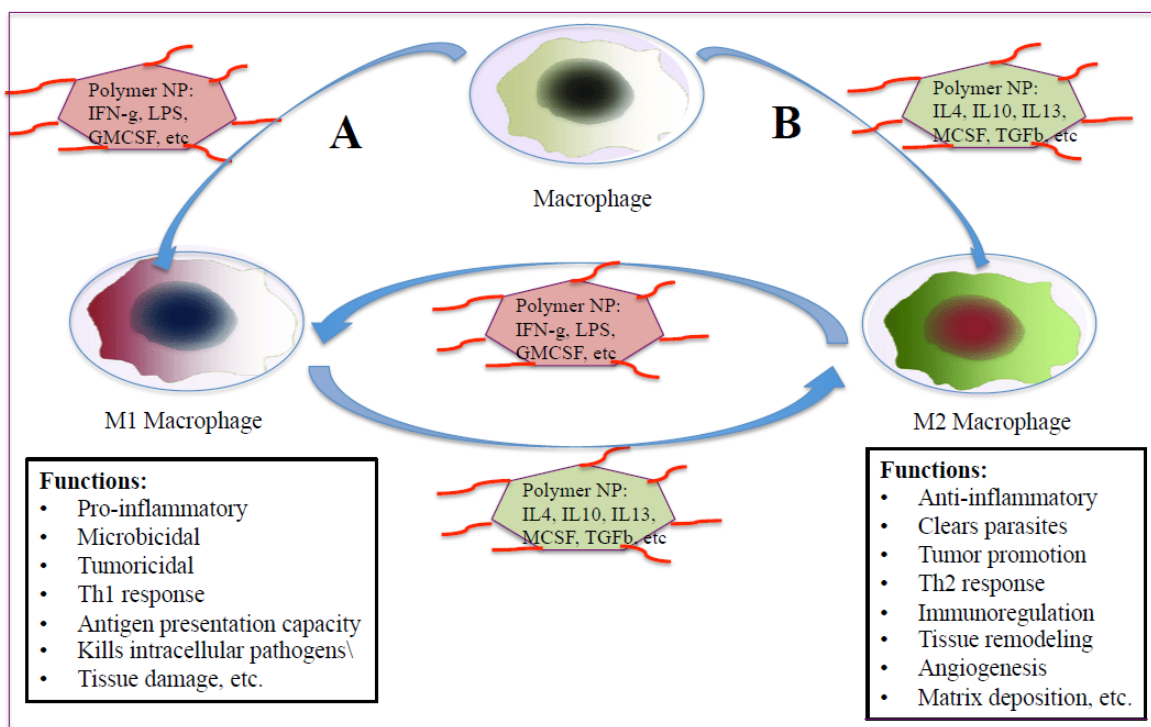 Polymer NP:
IFN-g, LPS,
GMCSF, etc
A
B
Polymer NP:
IL4, IL10, IL13,
MCSF, TGFb, etc
Macrophage
Polymer NP:
IFN-g, LPS,
GMCSF, etc
M1 Macrophage
M2 Macrophage
Polymer NP:
IL4, IL10, IL13,
MCSF, TGFb, etc
Functions:
• Pro-inflammatory
• Microbicidal
• Tumoricidal
• Th1 response
• Antigen presentation capacity
• Kills intracellular pathogens\
• Tissue damage, etc.
Functions:
• Anti-inflammatory
• Clears parasites
• Tumor promotion
• Th2 response
• Immunoregulation
• Tissue remodeling
• Angiogenesis
• Matrix deposition, etc.